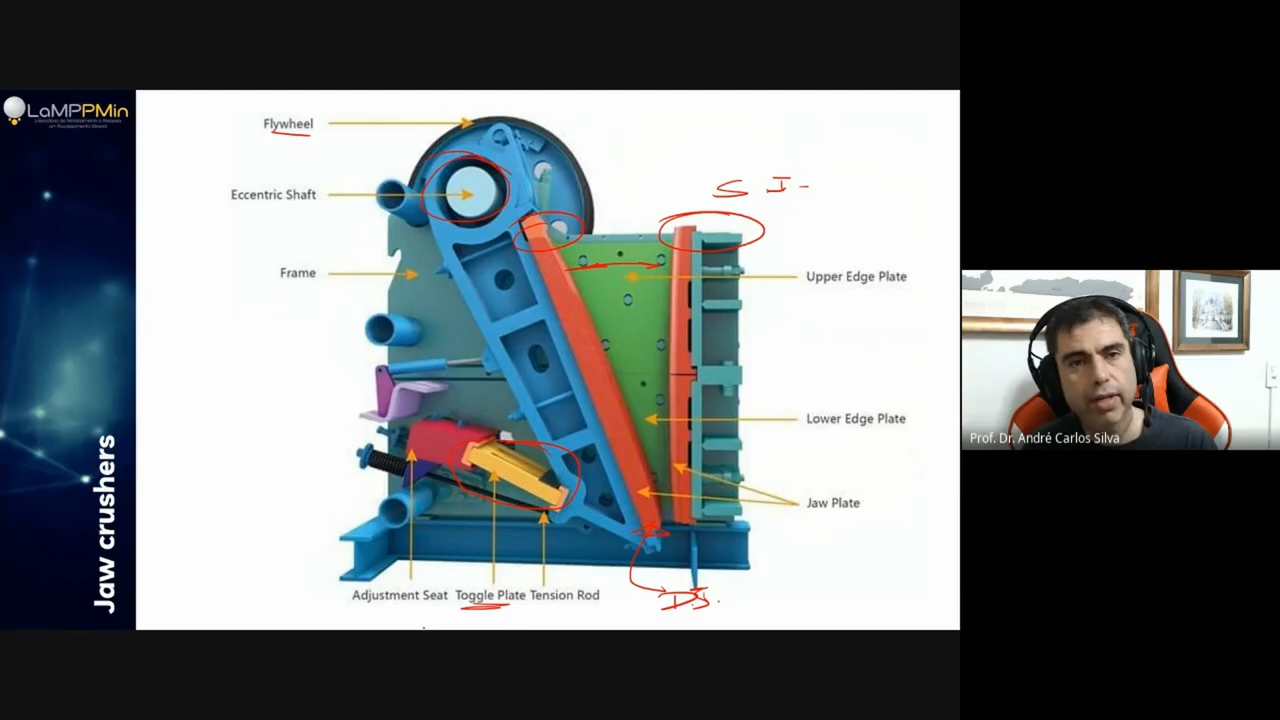 LaMPPMin
Jaw crushers
Flywheel
Eccentric Shaft
Frame
S I-
Upper Edge Plate
Lower Edge Plate
Jaw Plate
Adjustment Seat
Toggle Plate
Tension Rod
Prof. Dr. André Carlos Silva